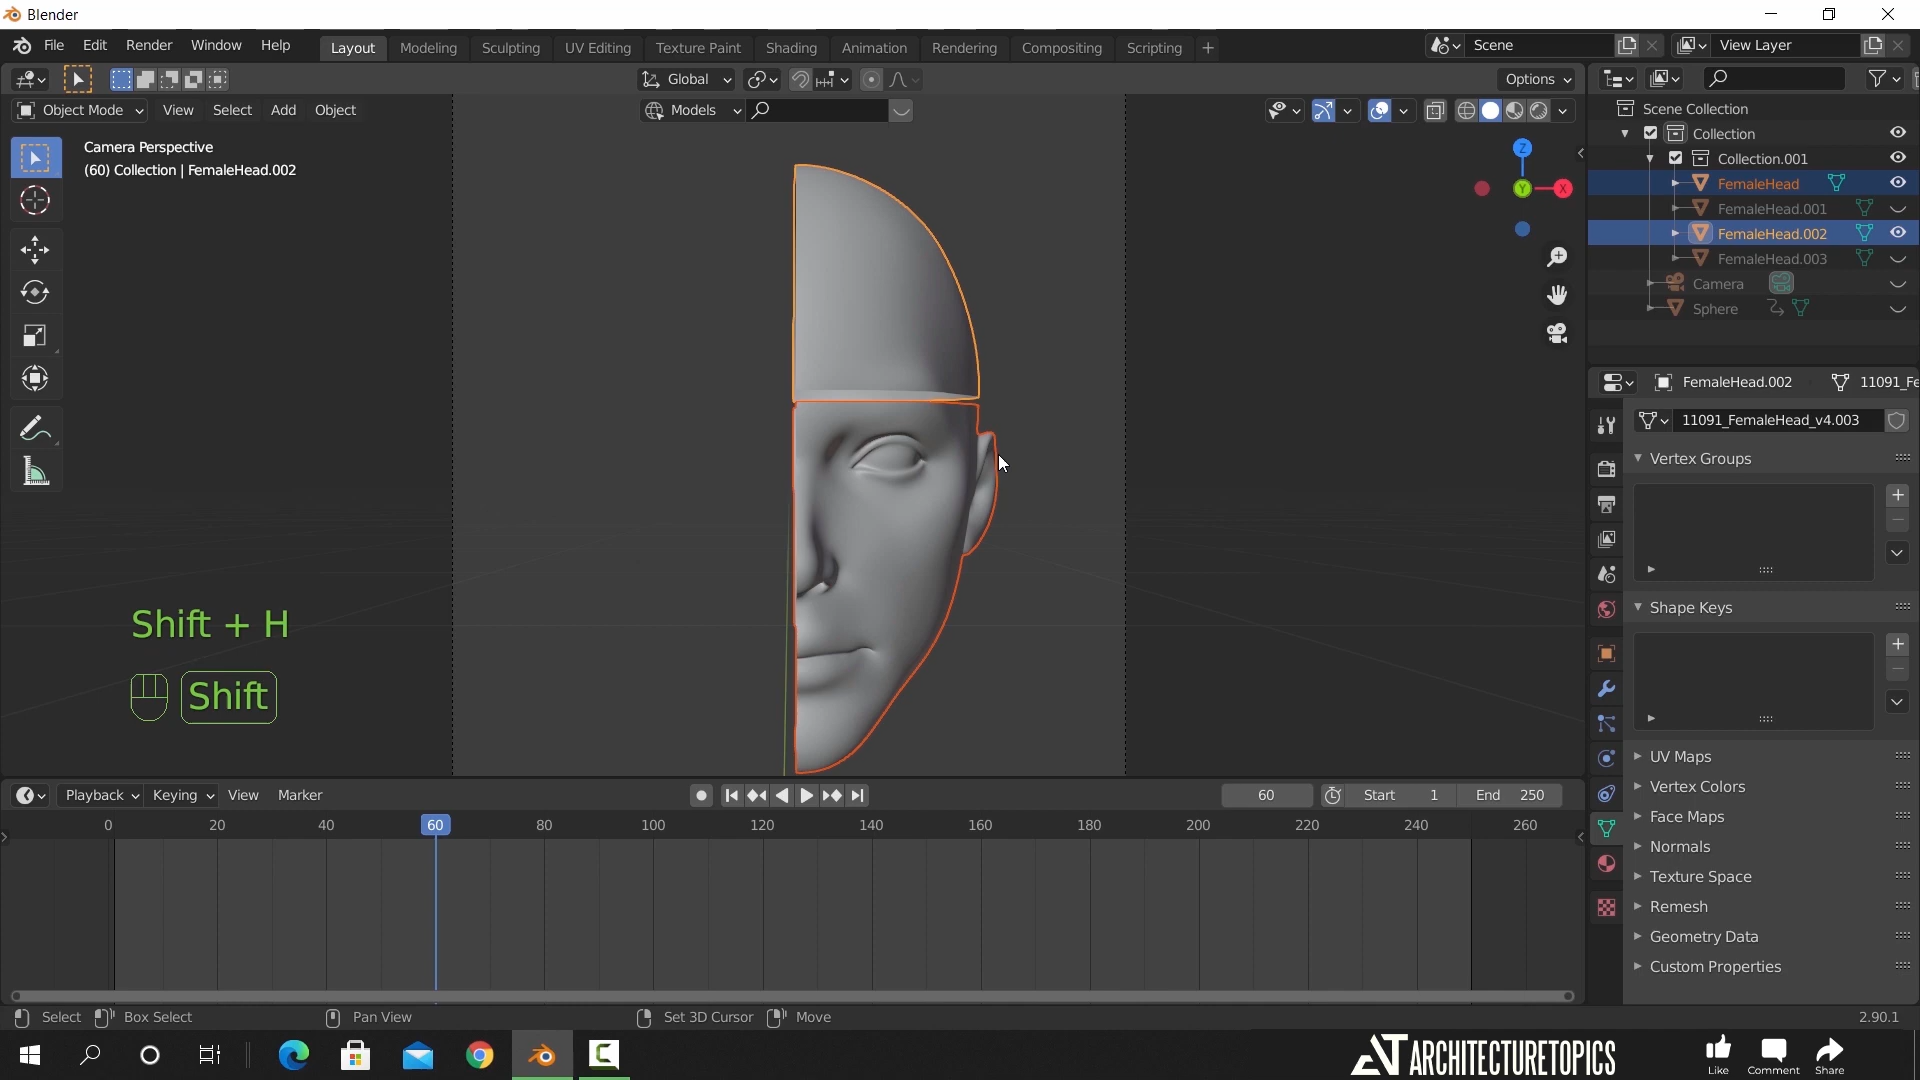 Blender
File Edit Render Window Help Layout Modeling Sculpting UV Editing Texture Paint Shading Animation Rendering Compositing Scripting + Scene View Layer
Global Options
Object Mode View Select Add Object Models
Camera Perspective
(60) Collection | FemaleHead.002
Z
Y
X
Scene Collection
Collection
Collection.001
FemaleHead
FemaleHead.001
FemaleHead.002
FemaleHead.003
Camera
Sphere
FemaleHead.002 11091_Fe
11091_FemaleHead_v4.003
Vertex Groups
Shape Keys
UV Maps
Vertex Colors
Face Maps
Normals
Texture Space
Remesh
Geometry Data
Custom Properties
Shift + H
Shift
Playback Keying View Marker 60 Start 1 End 250
0 20 40 60 80 100 120 140 160 180 200 220 240 260
Select Box Select Pan View Set 3D Cursor Move 2.90.1
AT ARCHITECTURETOPICS
Like Comment Share